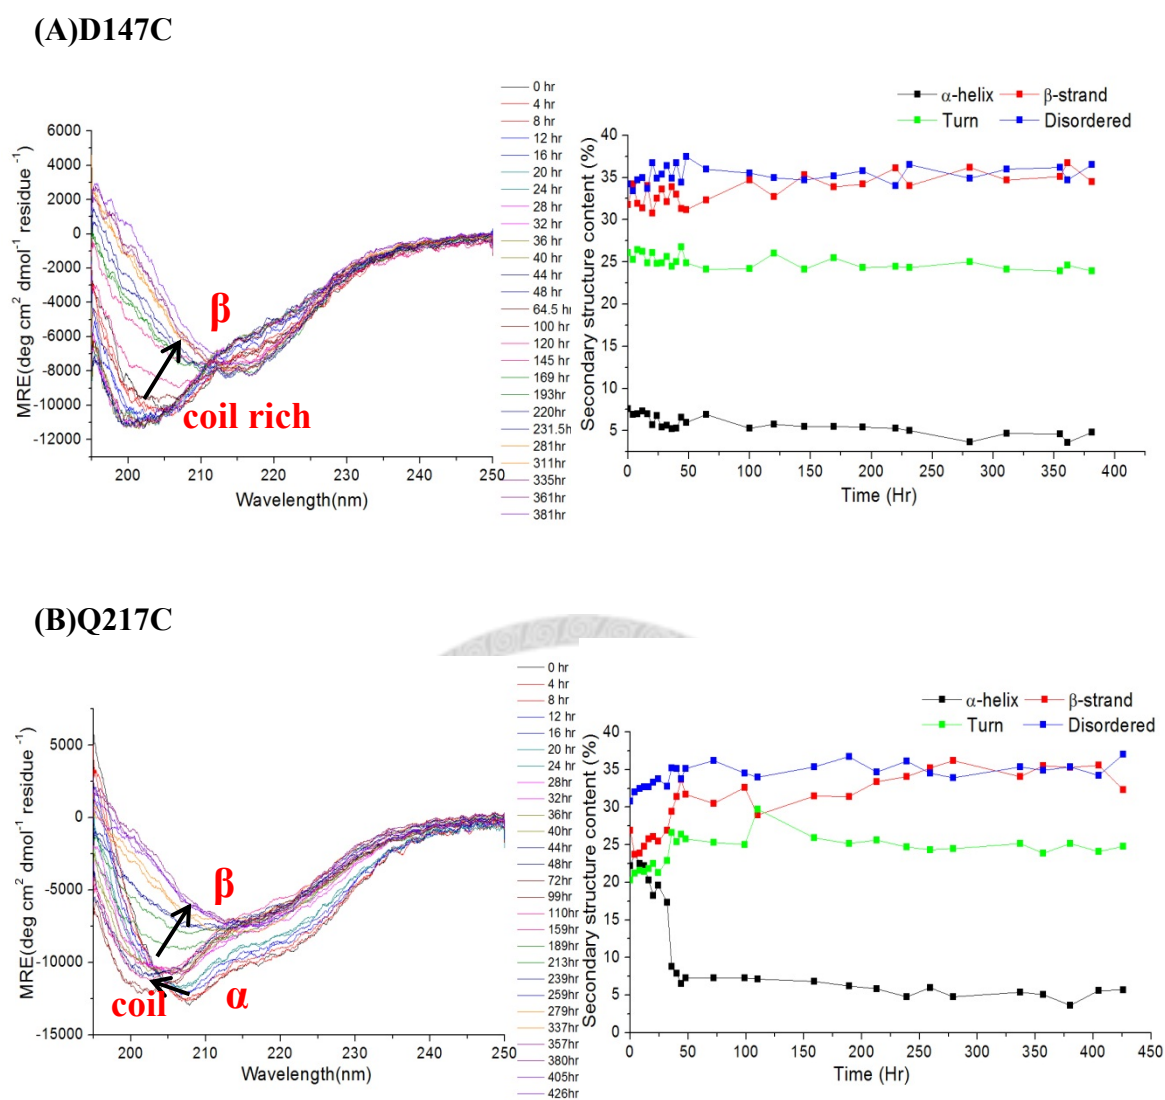 (A)D147C
6000
4000
2000
0
-2000
-4000
-6000
-8000
-10000
-12000
MRE(deg cm² dmol⁻¹ residue ⁻¹)
β
coil rich
200 210 220 230 240 250
Wavelength(nm)
0 hr
4 hr
8 hr
12 hr
16 hr
20 hr
24 hr
28 hr
32 hr
36 hr
40 hr
44 hr
48 hr
64.5 h
100 hr
120 hr
145 hr
169 hr
193hr
220hr
231.5h
281hr
311hr
335hr
361hr
381hr
α-helix β-strand
Turn Disordered
40
35
30
25
20
15
10
5
Secondary structure content (%)
0 50 100 150 200 250 300 350 400
Time (Hr)
(B)Q217C
5000
0
-5000
-10000
-15000
MRE(deg cm² dmol⁻¹ residue ⁻¹)
β
coil
α
200 210 220 230 240 250
Wavelength(nm)
0 hr
4 hr
8 hr
12 hr
16 hr
20 hr
24 hr
28hr
32hr
36hr
40hr
44hr
48hr
72hr
99hr
110hr
159hr
189hr
213hr
239hr
259hr
279hr
337hr
357hr
380hr
405hr
426hr
α-helix β-strand
Turn Disordered
40
35
30
25
20
15
10
5
0
Secondary structure content (%)
0 50 100 150 200 250 300 350 400 450
Time (Hr)